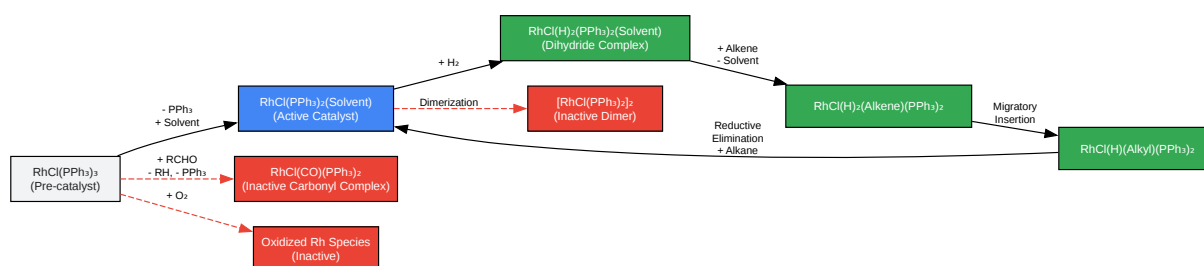 RhCl(H)₂(PPh₃)₂(Solvent)
(Dihydride Complex)
+ Alkene
- Solvent
+ H₂
RhCl(PPh₃)₂(Solvent)
(Active Catalyst)
Dimerization
[RhCl(PPh₃)₂]₂
(Inactive Dimer)
RhCl(H)₂(Alkene)(PPh₃)₂
Migratory
Insertion
- PPh₃
+ Solvent
Reductive
Elimination
+ Alkane
RhCl(H)(Alkyl)(PPh₃)₂
RhCl(PPh₃)₃
(Pre-catalyst)
+ RCHO
- RH, - PPh₃
RhCl(CO)(PPh₃)₂
(Inactive Carbonyl Complex)
+ O₂
Oxidized Rh Species
(Inactive)